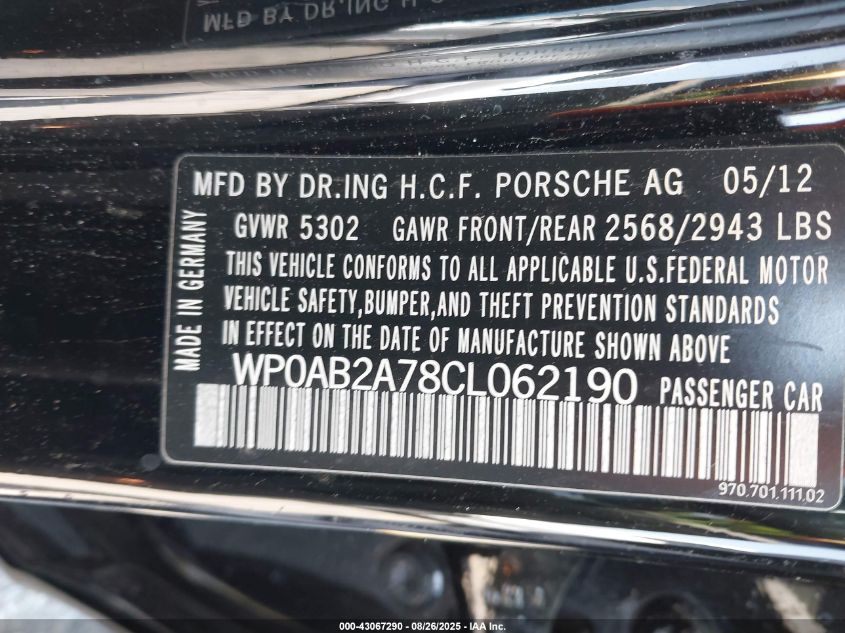 MFD BY DR.ING H.C.F. PORSCHE AG 05/12
GVWR 5302 GAWR FRONT/REAR 2568/2943 LBS
THIS VEHICLE CONFORMS TO ALL APPLICABLE U.S.FEDERAL MOTOR
VEHICLE SAFETY,BUMPER,AND THEFT PREVENTION STANDARDS
IN EFFECT ON THE DATE OF MANUFACTURE SHOWN ABOVE
WP0AB2A78CL062190 PASSENGER CAR
MADE IN GERMANY
970.701.111.02
000-43067290 - 08/26/2025 - IAA Inc.